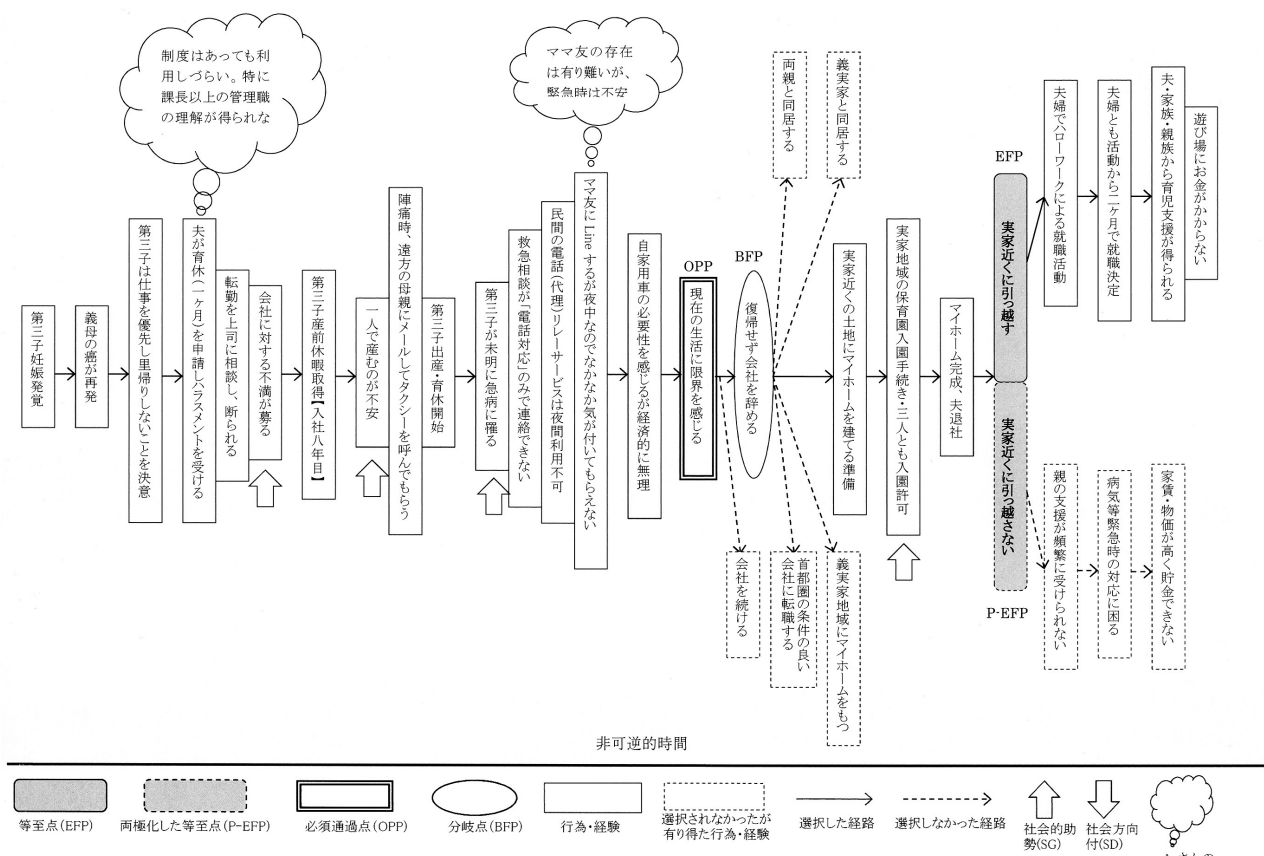 制度はあっても利
用しづらい。特に
課長以上の管理職
の理解が得られな
ママ友の存在
は有り難いが、
緊急時は不安
第三子妊娠発覚
義母の癌が再発
第三子は仕事を優先し里帰りしないことを決意
夫が育休(一ヶ月)を申請しハラスメントを受ける
転勤を上司に相談し、断られる
会社に対する不満が募る
第三子産前休暇取得【入社八年目】
一人で産むのが不安
陣痛時、遠方の母親にメールしてタクシーを呼んでもらう
第三子出産・育休開始
第三子が未明に急病に罹る
救急相談が「電話対応」のみで連絡できない
民間の電話(代理)リレーサービスは夜間利用不可
ママ友にLineするが夜中なのでなかなか気が付いてもらえない
自家用車の必要性を感じるが経済的に無理
OPP
現在の生活に限界を感じる
BFP
復帰せず会社を辞める
両親と同居する
義実家と同居する
会社を続ける
首都圏の条件の良い
会社に転職する
義実家地域にマイホームをもつ
実家近くの土地にマイホームを建てる準備
実家地域の保育園入園手続き・三人とも入園許可
マイホーム完成、夫退社
EFP
実家近くに引っ越す
実家近くに引っ越さない
P-EFP
夫婦でハローワークによる就職活動
夫婦とも活動から二ヶ月で就職決定
夫・家族・親族から育児支援が得られる
遊び場にお金がかからない
親の支援が頻繁に受けられない
病気等緊急時の対応に困る
家賃・物価が高く貯金できない
非可逆的時間
等至点(EFP)
両極化した等至点(P-EFP)
必須通過点(OPP)
分岐点(BFP)
行為・経験
選択されなかったが
有り得た行為・経験
選択した経路
選択しなかった経路
社会的助
勢(SG)
社会方向
付(SD)